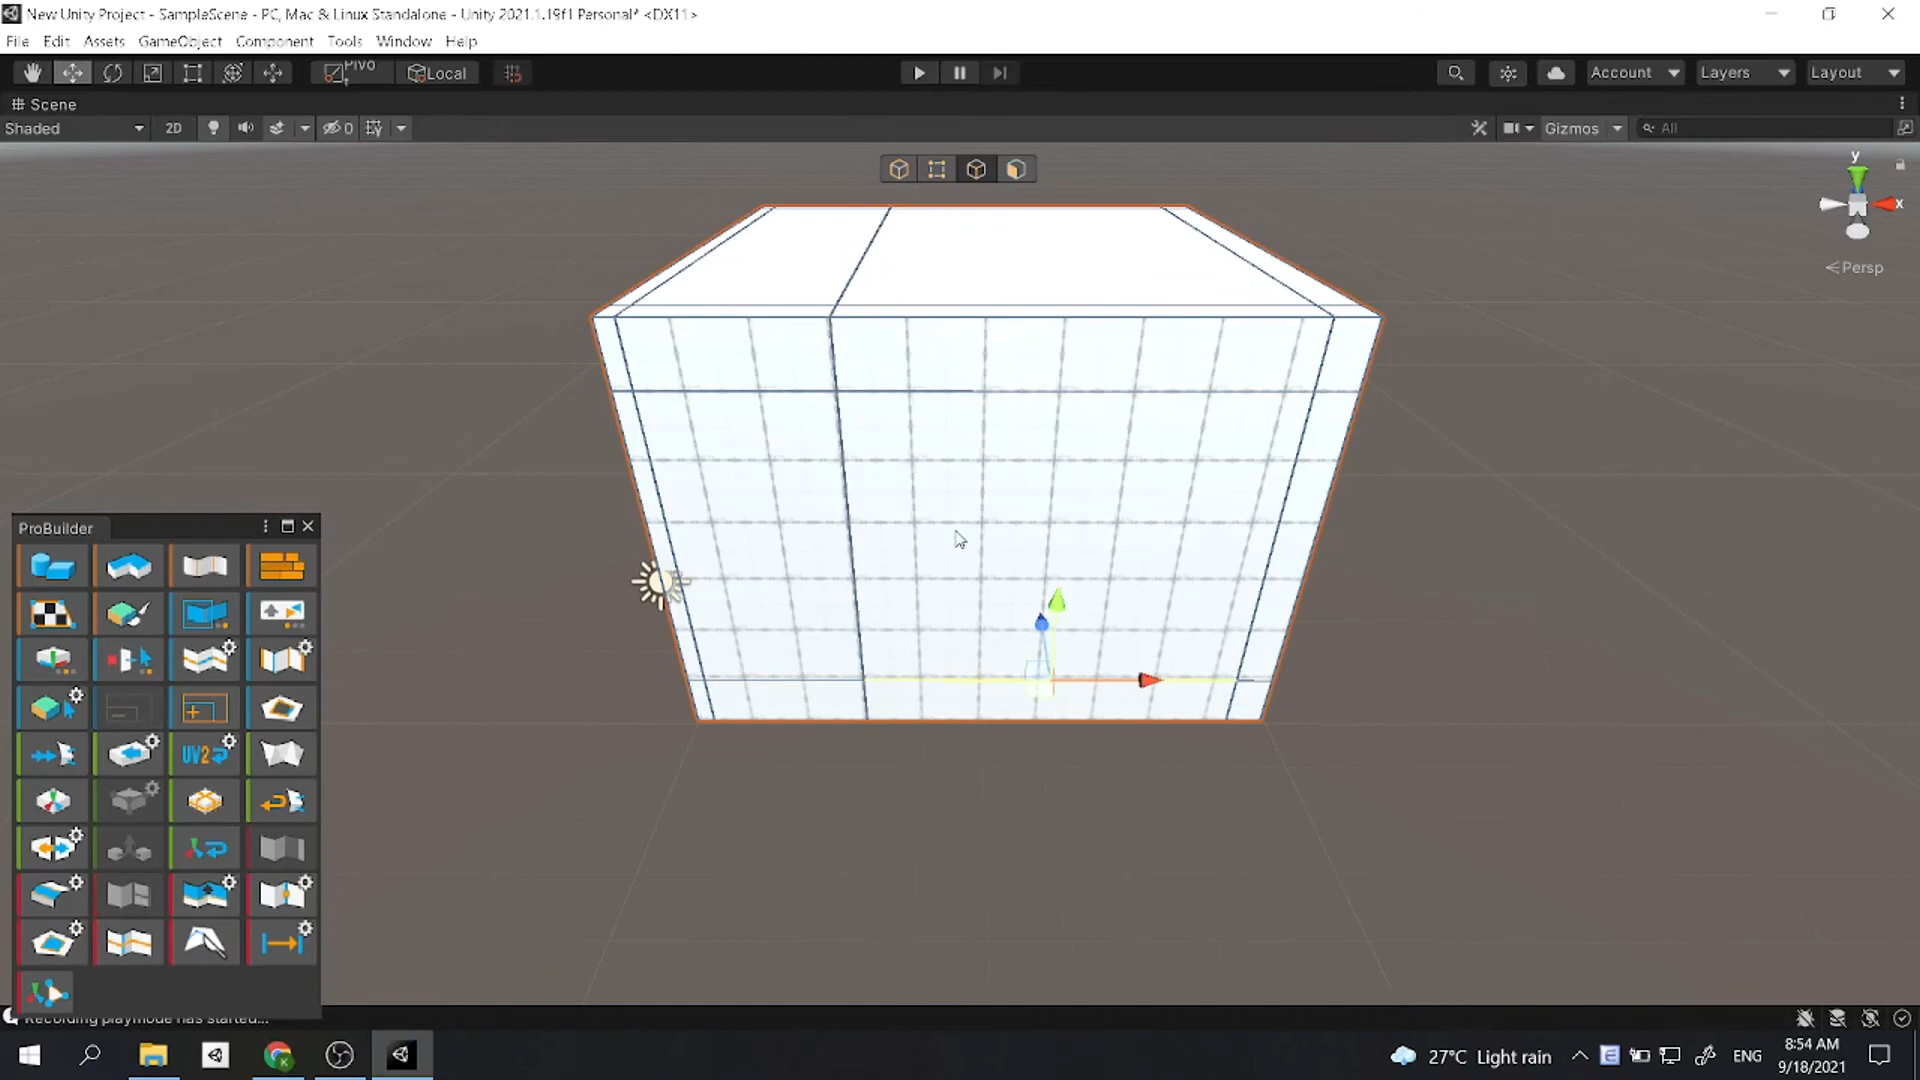 New Unity Project - SampleScene - PC, Mac & Linux Standalone - Unity 2021.1.19f1 Personal* <DX11>
File Edit Assets GameObject Component Tools Window Help
Pivot Local Account Layers Layout
Scene
Shaded 2D 0 Gizmos All
y
x
Persp
ProBuilder
UV2
Recording playmode has started...
27°C Light rain ENG 8:54 AM
9/18/2021